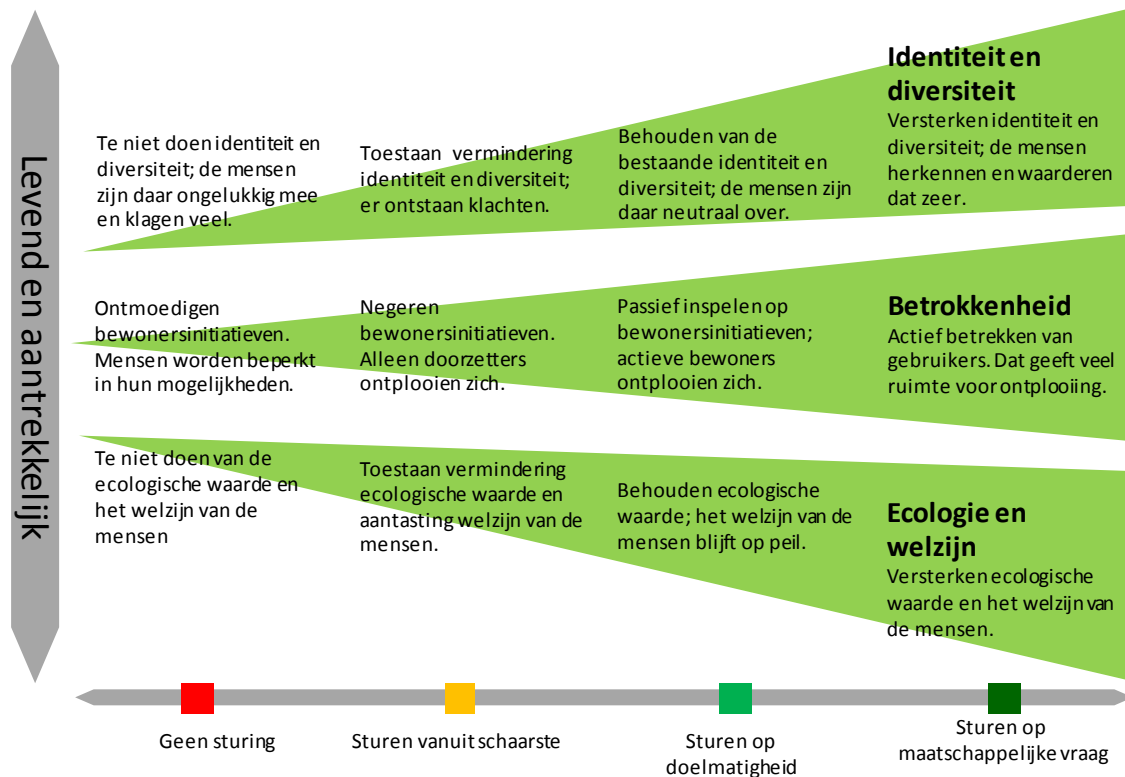 Levend en aantrekkelijk
Te niet doen identiteit en
diversiteit; de mensen
zijn daar ongelukkig mee
en klagen veel.
Toestaan vermindering
identiteit en diversiteit;
er ontstaan klachten.
Behouden van de
bestaande identiteit en
diversiteit; de mensen zijn
daar neutraal over.
Identiteit en
diversiteit
Versterken identiteit en
diversiteit; de mensen
herkennen en waarderen
dat zeer.
Ontmoedigen
bewonersinitiatieven.
Mensen worden beperkt
in hun mogelijkheden.
Negeren
bewonersinitiatieven.
Alleen doorzetters
ontplooien zich.
Passief inspelen op
bewonersinitiatieven;
actieve bewoners
ontplooien zich.
Betrokkenheid
Actief betrekken van
gebruikers. Dat geeft veel
ruimte voor ontplooiing.
Te niet doen van de
ecologische waarde en
het welzijn van de
mensen
Toestaan vermindering
ecologische waarde en
aantasting welzijn van de
mensen.
Behouden ecologische
waarde; het welzijn van de
mensen blijft op peil.
Ecologie en
welzijn
Versterken ecologische
waarde en het welzijn van
de mensen.
Geen sturing
Sturen vanuit schaarste
Sturen op
doelmatigheid
Sturen op
maatschappelijke vraag